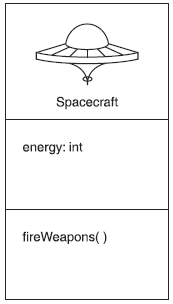 Spacecraft
energy: int
fireWeapons( )